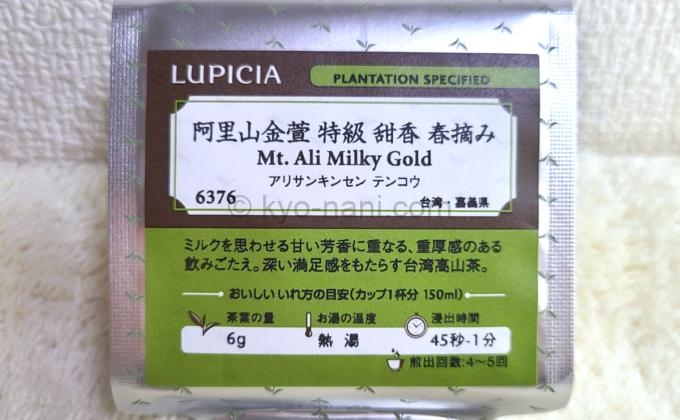 LUPICIA
PLANTATION SPECIFIED
阿里山金萱 特級 甜香 春摘み
Mt. Ali Milky Gold
アリサンキンセン テンコウ
6376
台湾・嘉義県
© kyo-nani.com
ミルクを思わせる甘い芳香に重なる、重厚感のある
飲みごたえ。深い満足感をもたらす台湾高山茶。
おいしい いれ方の目安(カップ1杯分 150ml)
茶葉の量 お湯の温度 浸出時間
6g 熱湯 45秒-1分
煎出回数:4〜5回